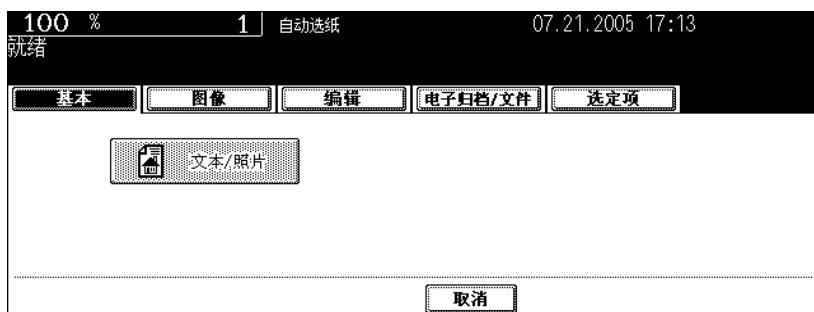 100 % 1 自动选纸 07.21.2005 17:13
就绪
基本 图像 编辑 电子归档/文件 选定项
文本/照片
取消